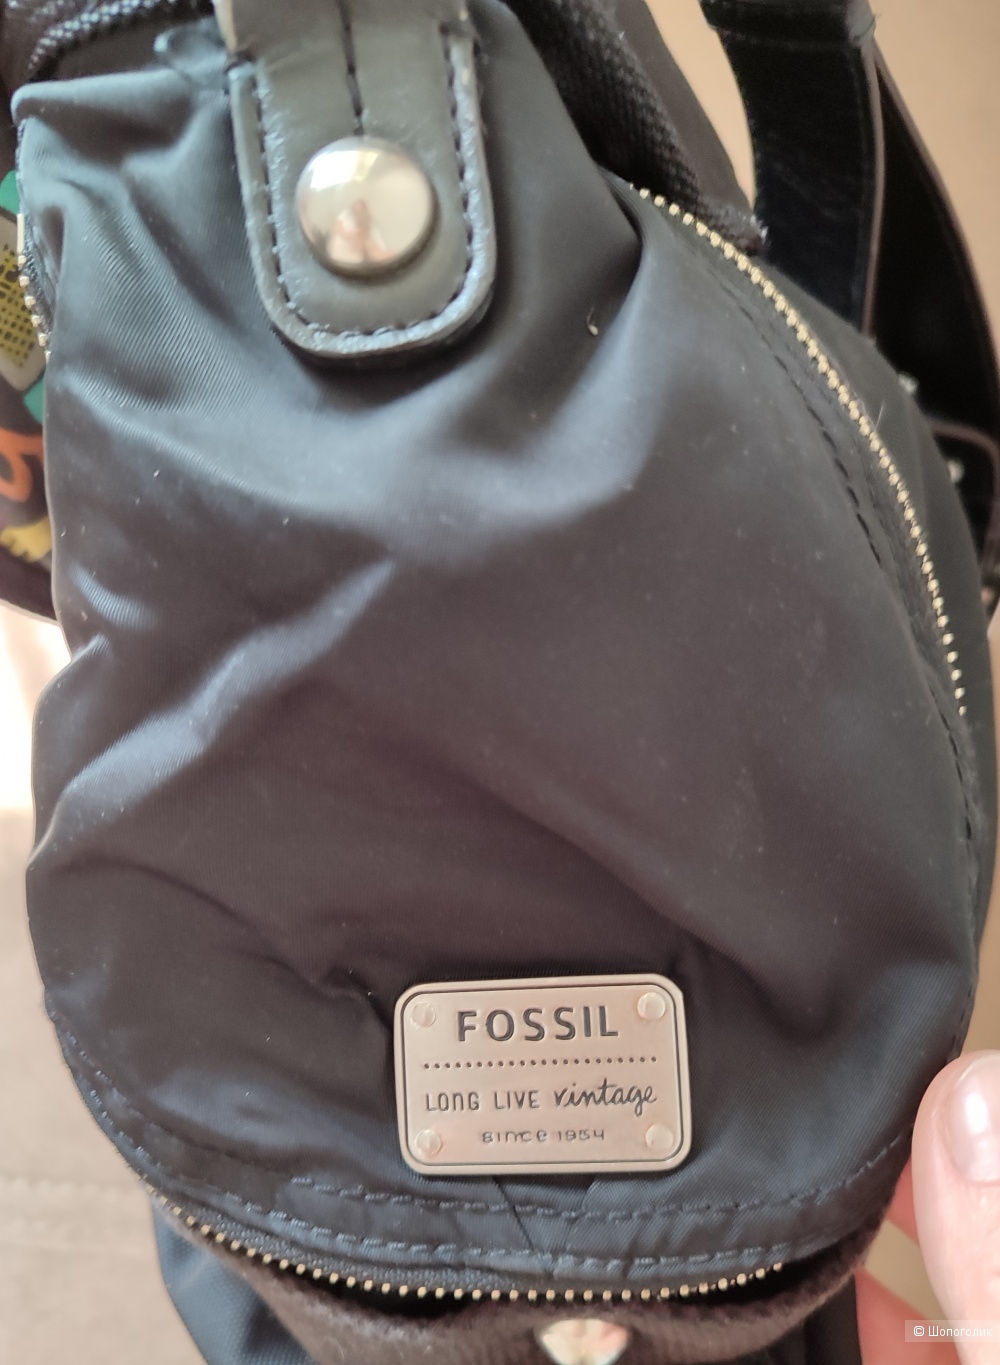 FOSSIL
LONG LIVE vintage
since 1954
© Шопоголик